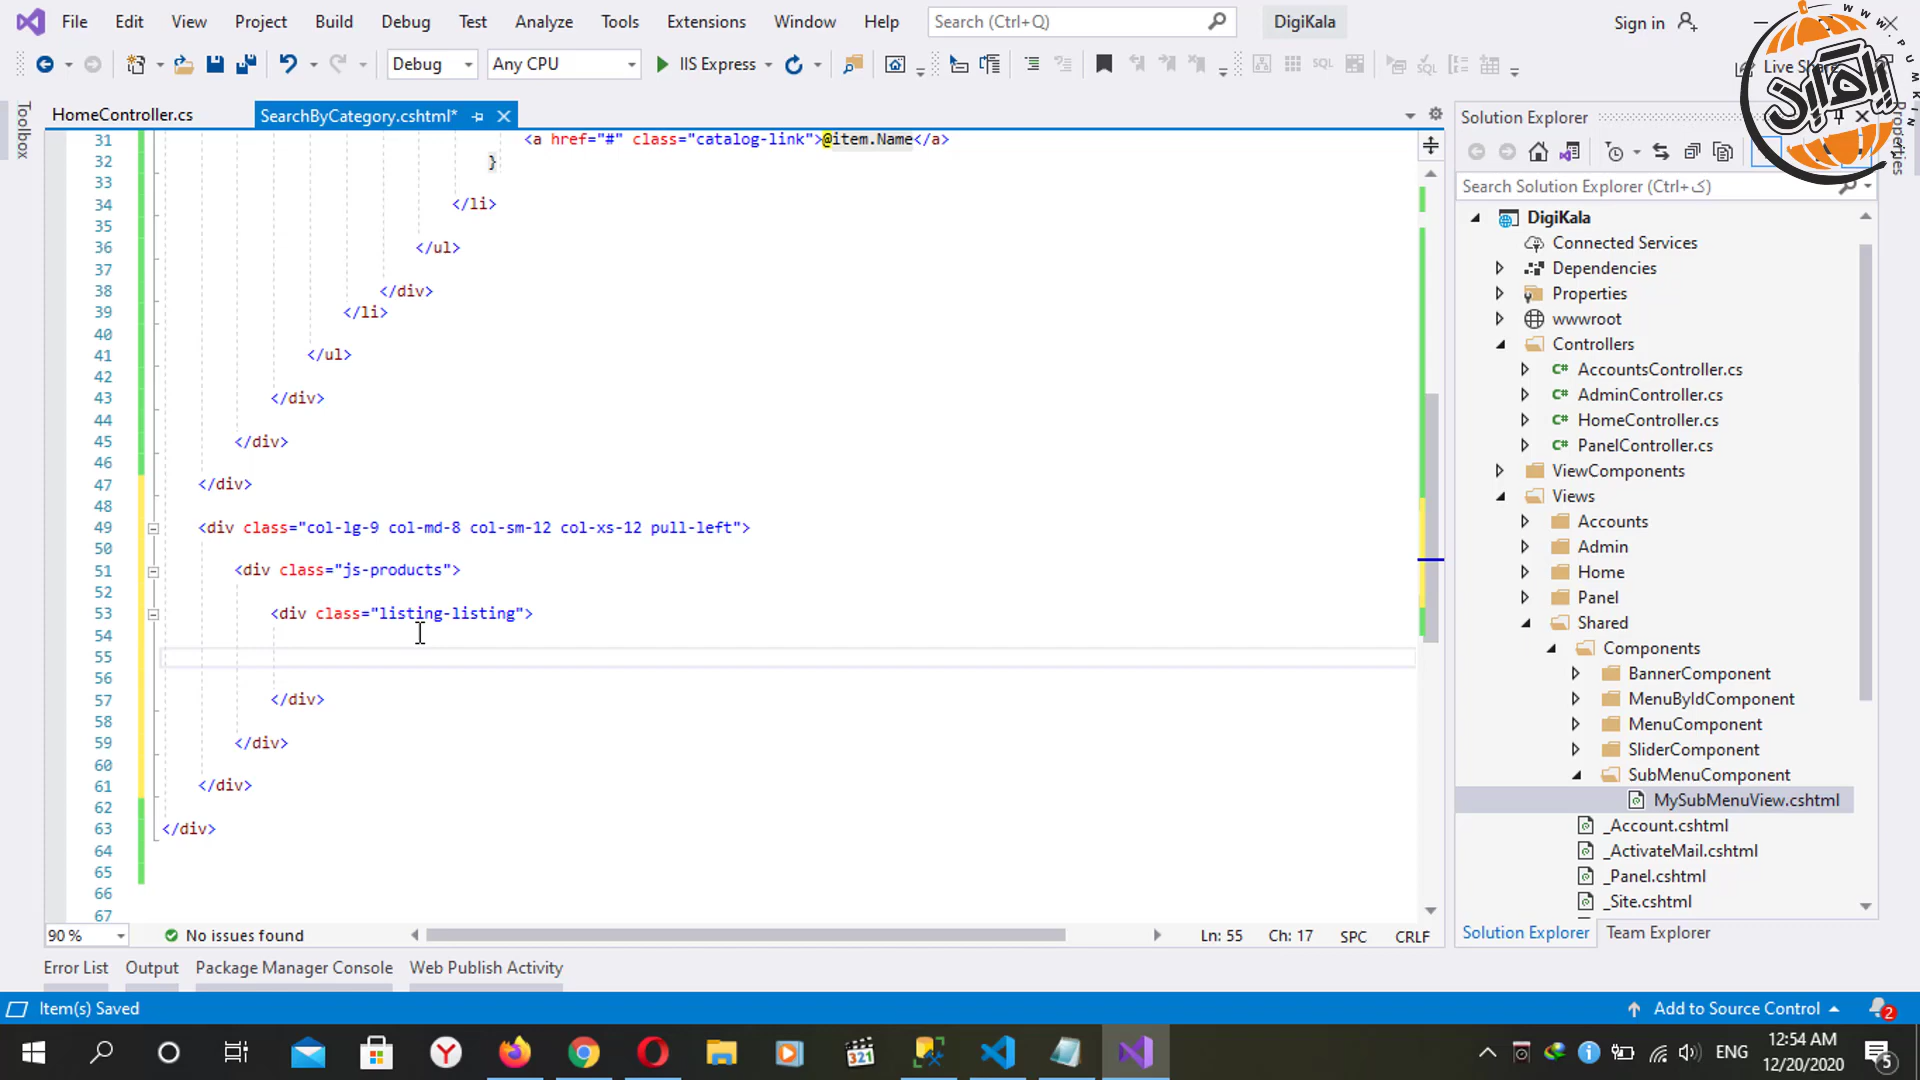 File Edit View Project Build Debug Test Analyze Tools Extensions Window Help Search (Ctrl+Q) DigiKala Sign in
Debug Any CPU IIS Express Live Share
HomeController.cs SearchByCategory.cshtml*
Toolbox
31 <a href="#" class="catalog-link">@item.Name</a>
32 }
33
34 </li>
35
36 </ul>
37
38 </div>
39 </li>
40
41 </ul>
42
43 </div>
44
45 </div>
46
47 </div>
48
49 <div class="col-lg-9 col-md-8 col-sm-12 col-xs-12 pull-left">
50
51 <div class="js-products">
52
53 <div class="listing-listing">
54
55
56
57 </div>
58
59 </div>
60
61 </div>
62
63 </div>
64
65
66
67
90 % No issues found Ln: 55 Ch: 17 SPC CRLF
Solution Explorer
Properties
Search Solution Explorer (Ctrl+ک)
DigiKala
Connected Services
Dependencies
Properties
wwwroot
Controllers
C# AccountsController.cs
C# AdminController.cs
C# HomeController.cs
C# PanelController.cs
ViewComponents
Views
Accounts
Admin
Home
Panel
Shared
Components
BannerComponent
MenuByIdComponent
MenuComponent
SliderComponent
SubMenuComponent
MySubMenuView.cshtml
_Account.cshtml
_ActivateMail.cshtml
_Panel.cshtml
_Site.cshtml
Solution Explorer Team Explorer
Error List Output Package Manager Console Web Publish Activity
Item(s) Saved Add to Source Control 2
321 ENG 12:54 AM
12/20/2020 5